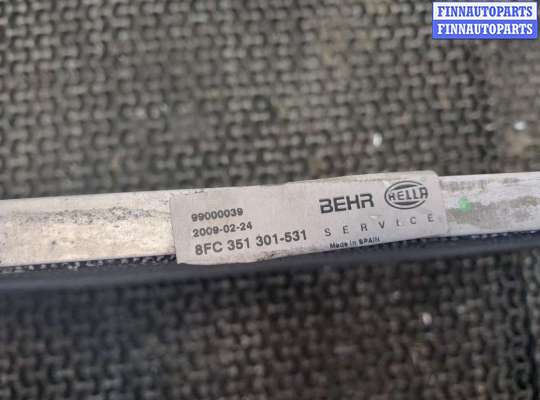 FINNAUTOPARTS
FINNAUTOPARTS
99000039
2009-02-24
8FC 351 301-531
BEHR HELLA
SERVICE
Made in SPAIN